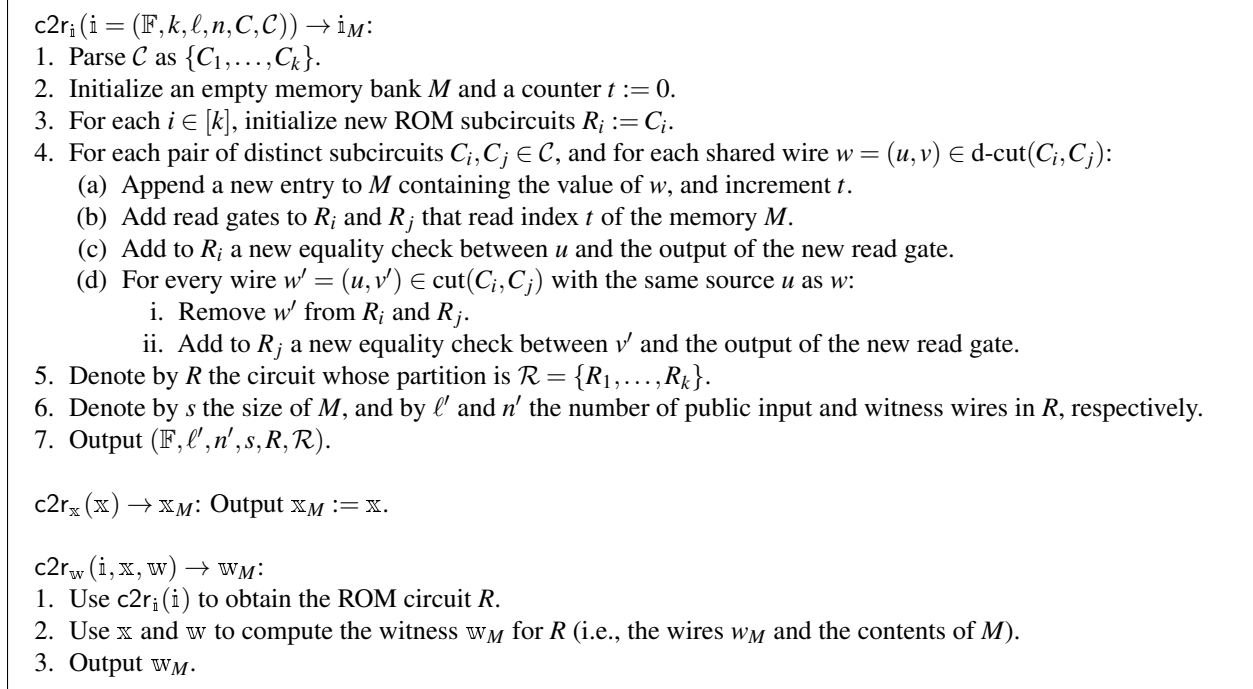 c2r_𝕚(𝕚 = (𝔽, k, ℓ, n, C, 𝒞)) → 𝕚_M:
1. Parse 𝒞 as {C_1, …, C_k}.
2. Initialize an empty memory bank M and a counter t := 0.
3. For each i ∈ [k], initialize new ROM subcircuits R_i := C_i.
4. For each pair of distinct subcircuits C_i, C_j ∈ 𝒞, and for each shared wire w = (u, v) ∈ d-cut(C_i, C_j):
(a) Append a new entry to M containing the value of w, and increment t.
(b) Add read gates to R_i and R_j that read index t of the memory M.
(c) Add to R_i a new equality check between u and the output of the new read gate.
(d) For every wire w′ = (u, v′) ∈ cut(C_i, C_j) with the same source u as w:
i. Remove w′ from R_i and R_j.
ii. Add to R_j a new equality check between v′ and the output of the new read gate.
5. Denote by R the circuit whose partition is ℛ = {R_1, …, R_k}.
6. Denote by s the size of M, and by ℓ′ and n′ the number of public input and witness wires in R, respectively.
7. Output (𝔽, ℓ′, n′, s, R, ℛ).
c2r_𝕩(𝕩) → 𝕩_M: Output 𝕩_M := 𝕩.
c2r_𝕨(𝕚, 𝕩, 𝕨) → 𝕨_M:
1. Use c2r_𝕚(𝕚) to obtain the ROM circuit R.
2. Use 𝕩 and 𝕨 to compute the witness 𝕨_M for R (i.e., the wires w_M and the contents of M).
3. Output 𝕨_M.